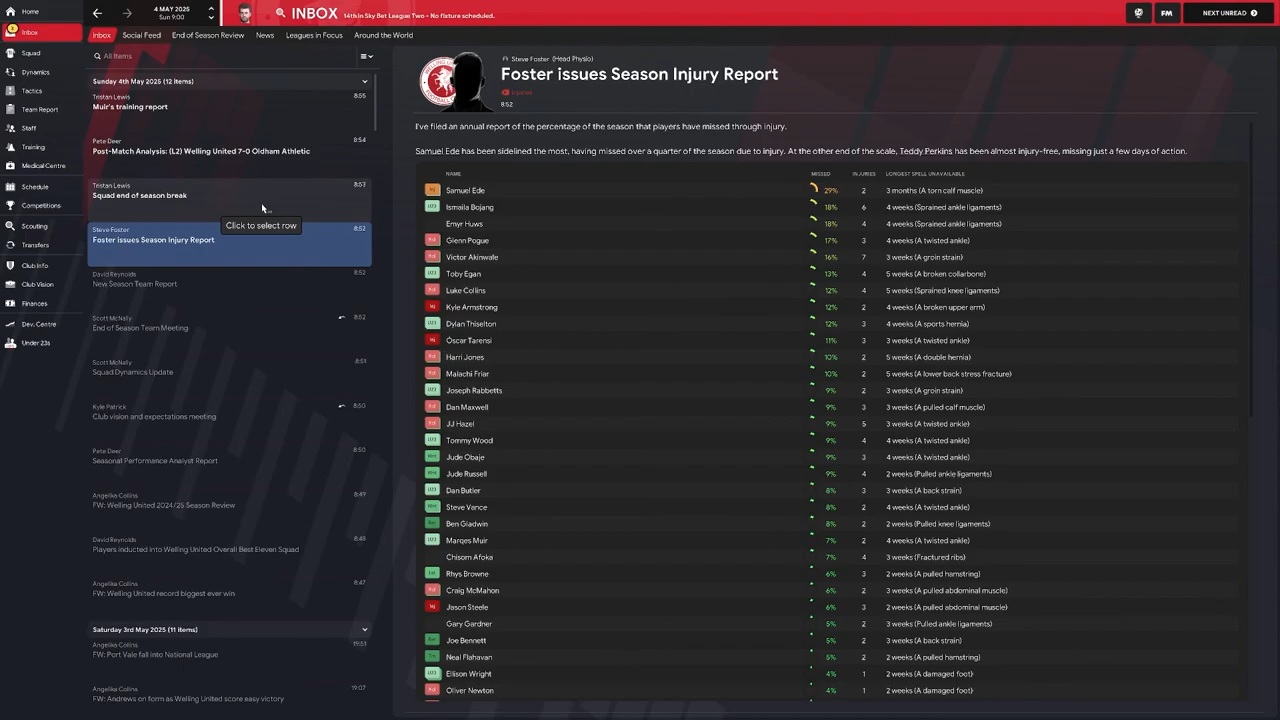 Home
Inbox
Squad
Dynamics
Tactics
Team Report
Staff
Training
Medical Centre
Schedule
Competitions
Scouting
Transfers
Club Info
Club Vision
Finances
Dev. Centre
Under 23s
4 MAY 2025
Sun 9:00
INBOX
14th in Sky Bet League Two - No fixture scheduled.
FM
NEXT UNREAD
Inbox Social Feed End of Season Review News Leagues in Focus Around the World
All Items
Sunday 4th May 2025 (12 items)
Tristan Lewis 8:55
Muir's training report
Pete Deer 8:54
Post-Match Analysis: (L2) Welling United 7-0 Oldham Athletic
Tristan Lewis 8:53
Squad end of season break
Click to select row
Steve Foster 8:52
Foster issues Season Injury Report
David Reynolds 8:52
New Season Team Report
Scott McNally 8:52
End of Season Team Meeting
Scott McNally 8:51
Squad Dynamics Update
Kyle Patrick 8:50
Club vision and expectations meeting
Pete Deer 8:50
Seasonal Performance Analyst Report
Angelika Collins 8:49
FW: Welling United 2024/25 Season Review
David Reynolds 8:48
Players inducted into Welling United Overall Best Eleven Squad
Angelika Collins 8:47
FW: Welling United record biggest ever win
Saturday 3rd May 2025 (11 items)
Angelika Collins 19:51
FW: Port Vale fall into National League
Angelika Collins 19:07
FW: Andrews on form as Welling United score easy victory
Steve Foster (Head Physio)
Foster issues Season Injury Report
Injuries
8:52
I've filed an annual report of the percentage of the season that players have missed through injury.
Samuel Ede has been sidelined the most, having missed over a quarter of the season due to injury. At the other end of the scale, Teddy Perkins has been almost injury-free, missing just a few days of action.
NAME MISSED INJURIES LONGEST SPELL UNAVAILABLE
Samuel Ede 29% 2 3 months (A torn calf muscle)
Ismaila Bojang 18% 6 4 weeks (Sprained ankle ligaments)
Emyr Huws 18% 4 4 weeks (Sprained ankle ligaments)
Glenn Pogue 17% 3 4 weeks (A twisted ankle)
Victor Akinwale 16% 7 3 weeks (A groin strain)
Toby Egan 13% 4 5 weeks (A broken collarbone)
Luke Collins 12% 4 5 weeks (Sprained knee ligaments)
Kyle Armstrong 12% 2 4 weeks (A broken upper arm)
Dylan Thiselton 12% 3 4 weeks (A sports hernia)
Óscar Tarensi 11% 3 3 weeks (A twisted ankle)
Harri Jones 10% 2 5 weeks (A double hernia)
Malachi Friar 10% 2 5 weeks (A lower back stress fracture)
Joseph Rabbetts 9% 2 3 weeks (A groin strain)
Dan Maxwell 9% 3 3 weeks (A pulled calf muscle)
JJ Hazel 9% 5 3 weeks (A twisted ankle)
Tommy Wood 9% 4 4 weeks (A twisted ankle)
Jude Obaje 9% 3 4 weeks (A twisted ankle)
Jude Russell 9% 4 2 weeks (Pulled ankle ligaments)
Dan Butler 8% 3 3 weeks (A back strain)
Steve Vance 8% 2 4 weeks (A twisted ankle)
Ben Gladwin 8% 2 2 weeks (Pulled knee ligaments)
Marqes Muir 7% 2 4 weeks (A twisted ankle)
Chisom Afoka 7% 4 3 weeks (Fractured ribs)
Rhys Browne 6% 3 2 weeks (A pulled hamstring)
Craig McMahon 6% 2 3 weeks (A pulled abdominal muscle)
Jason Steele 6% 3 2 weeks (A pulled abdominal muscle)
Gary Gardner 5% 2 3 weeks (Pulled ankle ligaments)
Joe Bennett 5% 2 3 weeks (A back strain)
Neal Flahavan 5% 2 2 weeks (A pulled hamstring)
Ellison Wright 4% 1 2 weeks (A damaged foot)
Oliver Newton 4% 1 2 weeks (A damaged foot)